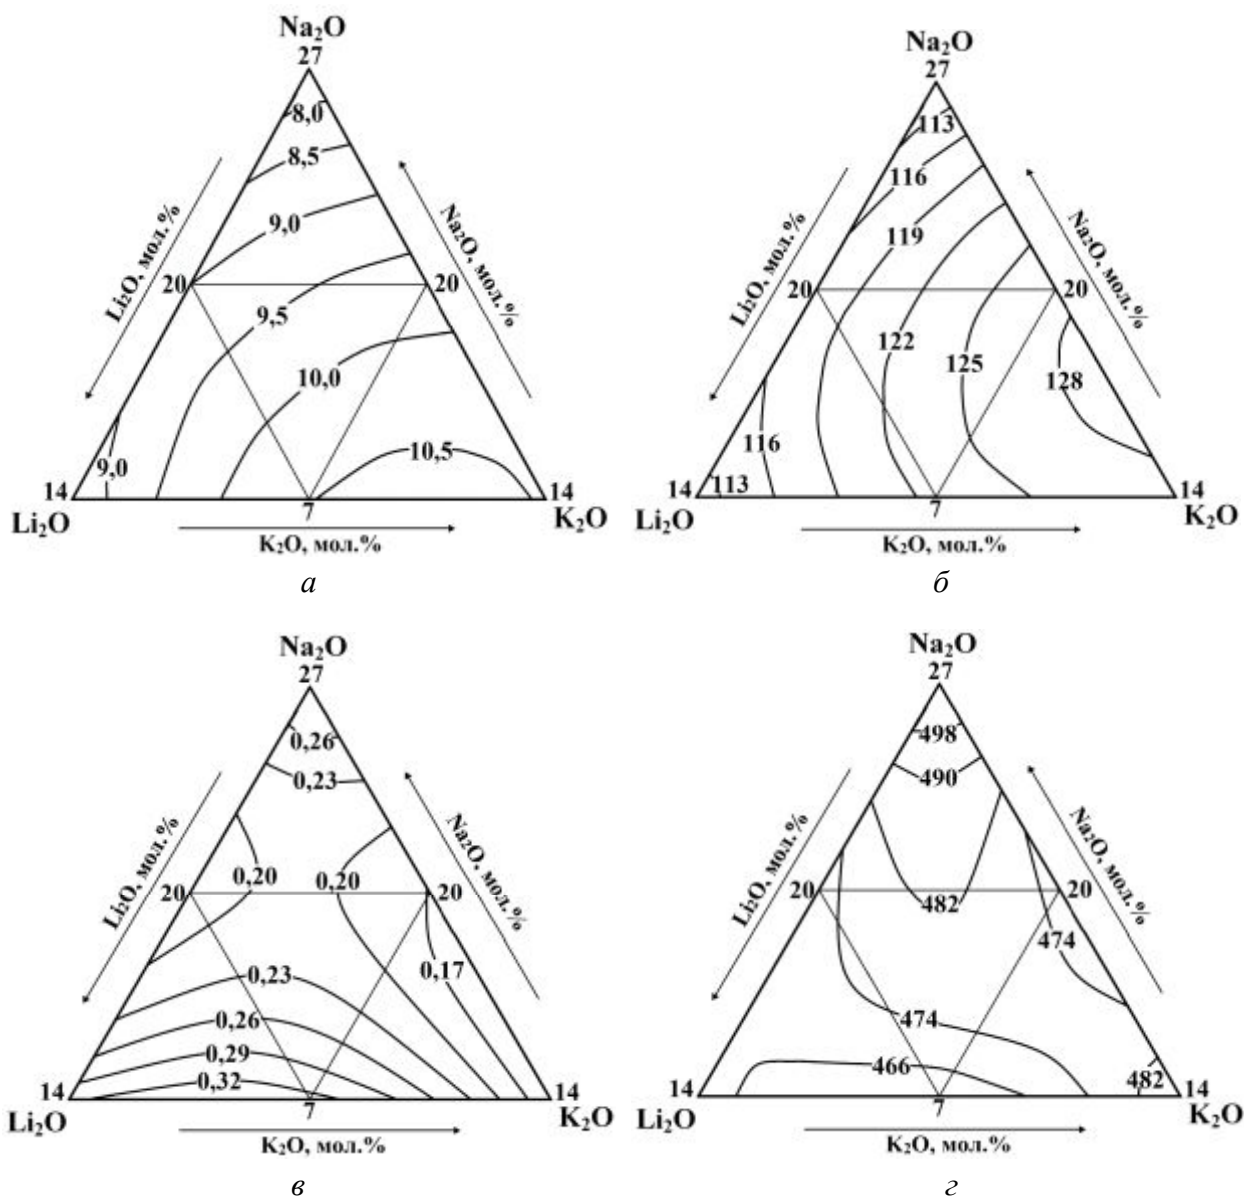 Na₂O
27
8,0
8,5
9,0
Li₂O, мол.%
Na₂O, мол.%
20
20
9,5
10,0
10,5
9,0
14
14
7
Li₂O
K₂O
K₂O, мол.%
а
Na₂O
27
113
116
119
Li₂O, мол.%
Na₂O, мол.%
20
20
122
125
128
116
113
14
14
7
Li₂O
K₂O
K₂O, мол.%
б
Na₂O
27
0,26
0,23
Li₂O, мол.%
Na₂O, мол.%
0,20
0,20
20
20
0,17
0,23
0,26
0,29
0,32
14
14
7
Li₂O
K₂O
K₂O, мол.%
в
Na₂O
27
498
490
Li₂O, мол.%
Na₂O, мол.%
20
20
482
474
474
466
482
14
14
7
Li₂O
K₂O
K₂O, мол.%
г